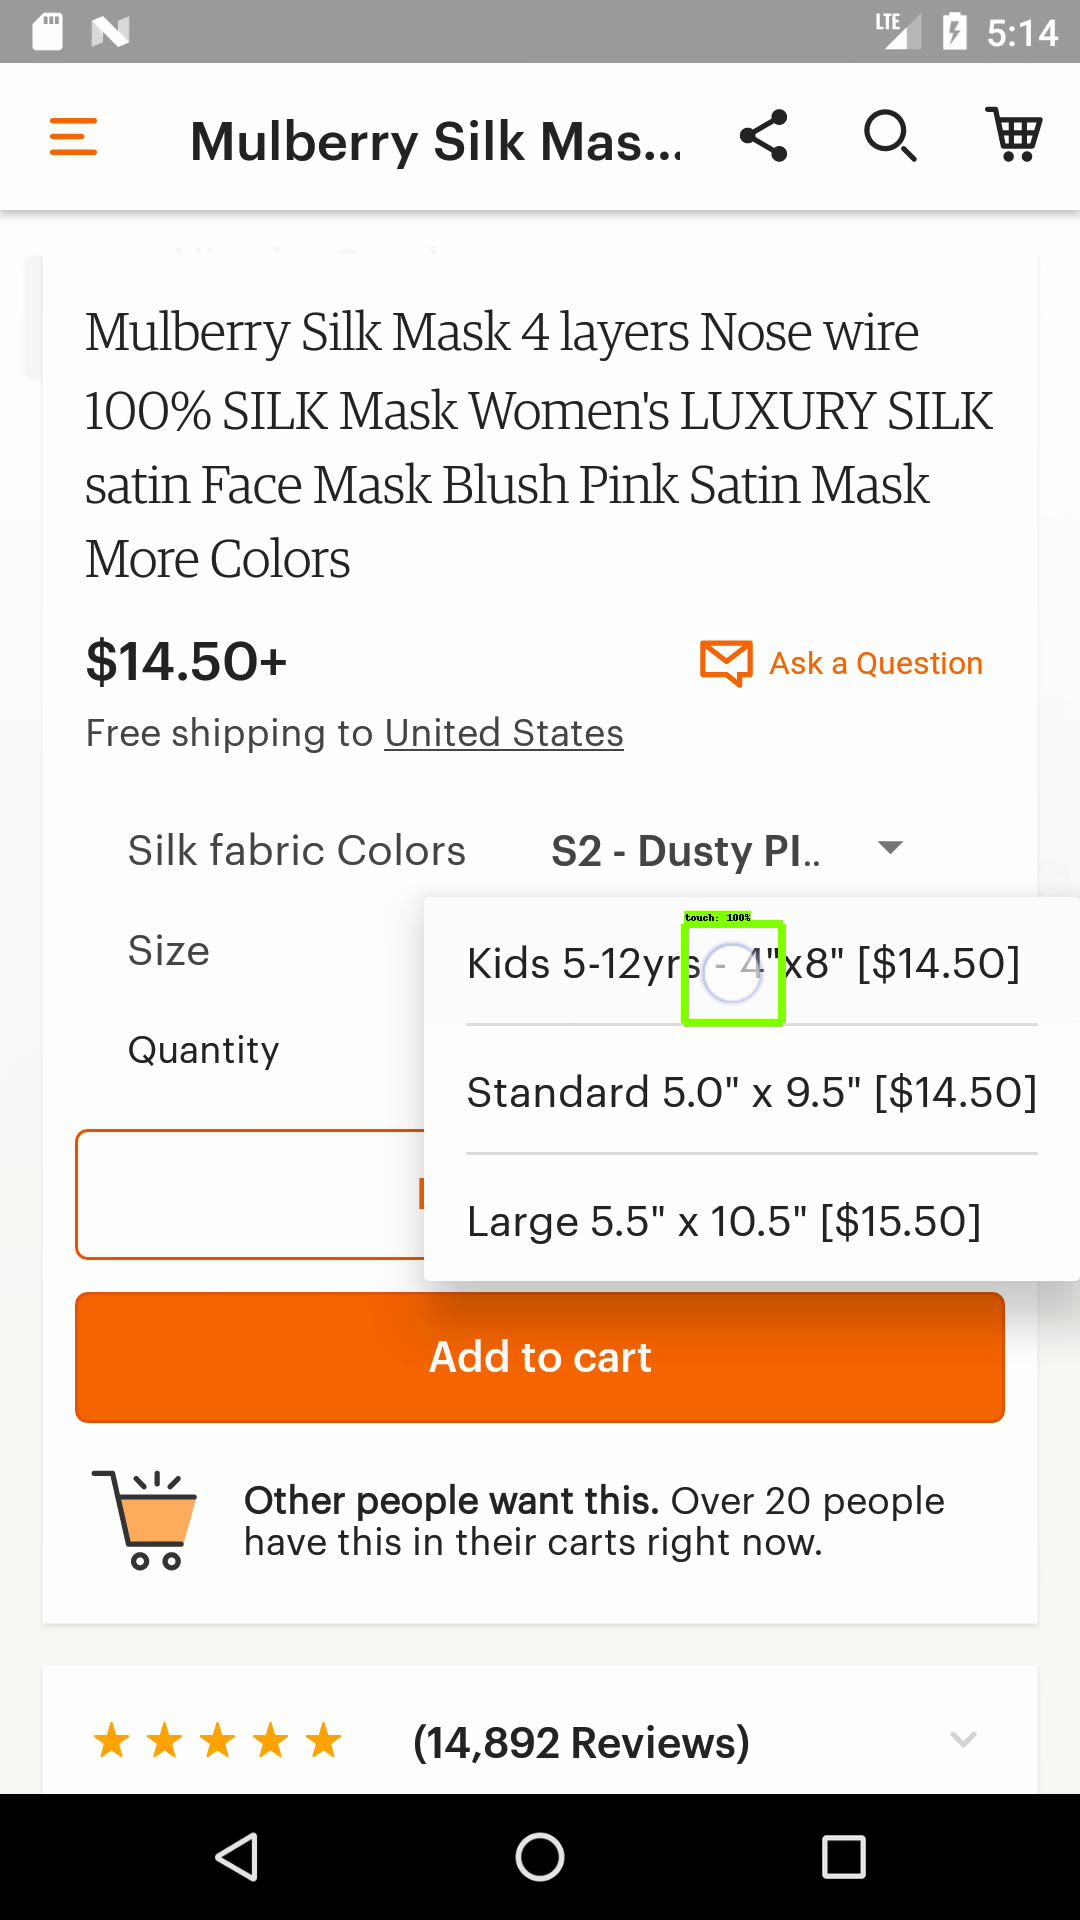 LTE 5:14
Mulberry Silk Mas...
Mulberry Silk Mask 4 layers Nose wire
100% SILK Mask Women's LUXURY SILK
satin Face Mask Blush Pink Satin Mask
More Colors
$14.50+
Ask a Question
Free shipping to United States
Silk fabric Colors S2 - Dusty PI..
touch: 100%
Size
Kids 5-12yrs - 4"x8" [$14.50]
Quantity
Standard 5.0" x 9.5" [$14.50]
Large 5.5" x 10.5" [$15.50]
Add to cart
Other people want this. Over 20 people
have this in their carts right now.
(14,892 Reviews)